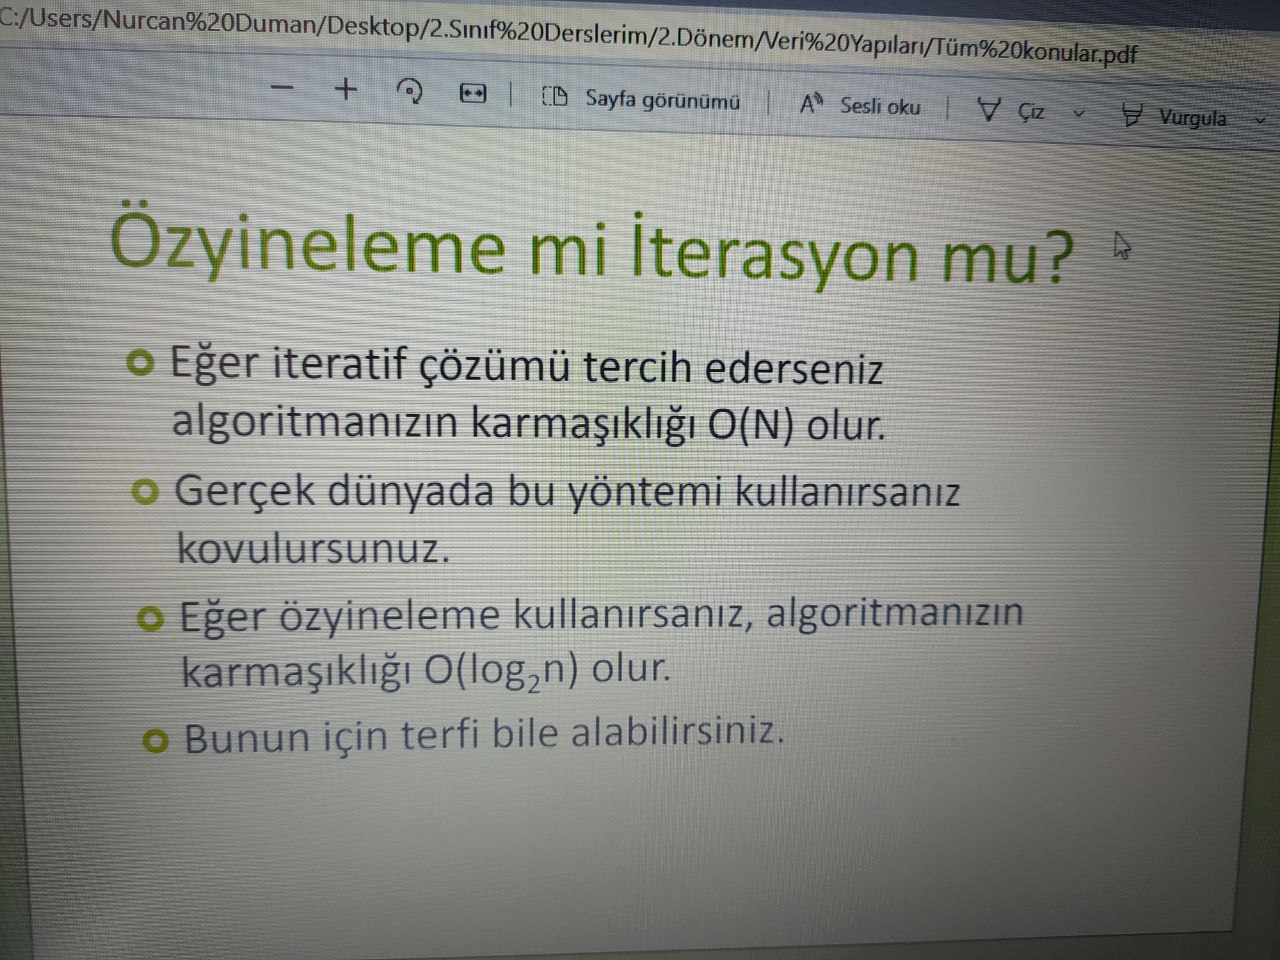 C:/Users/Nurcan%20Duman/Desktop/2.Sınıf%20Derslerim/2.Dönem/Veri%20Yapıları/Tüm%20konular.pdf
Sayfa görünümü Sesli oku Çiz Vurgula
Özyineleme mi İterasyon mu?
Eğer iteratif çözümü tercih ederseniz
algoritmanızın karmaşıklığı O(N) olur.
Gerçek dünyada bu yöntemi kullanırsanız
kovulursunuz.
Eğer özyineleme kullanırsanız, algoritmanızın
karmaşıklığı O(log₂n) olur.
Bunun için terfi bile alabilirsiniz.